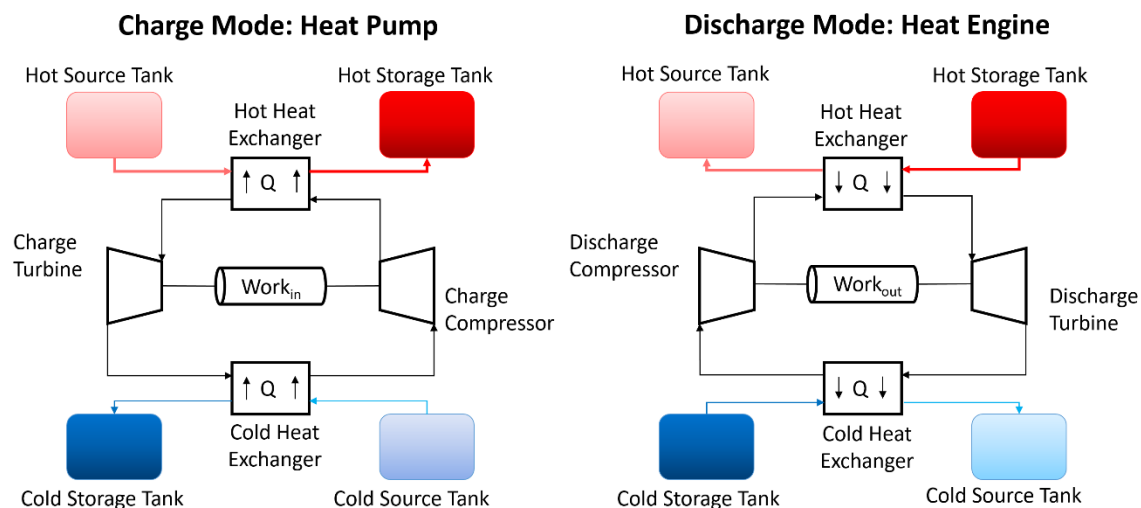 Charge Mode: Heat Pump
Hot Source Tank
Hot Storage Tank
Hot Heat
Exchanger
Q
Charge
Turbine
Work_in
Charge
Compressor
Q
Cold Heat
Exchanger
Cold Storage Tank
Cold Source Tank
Discharge Mode: Heat Engine
Hot Source Tank
Hot Storage Tank
Hot Heat
Exchanger
Q
Discharge
Compressor
Work_out
Discharge
Turbine
Q
Cold Heat
Exchanger
Cold Storage Tank
Cold Source Tank